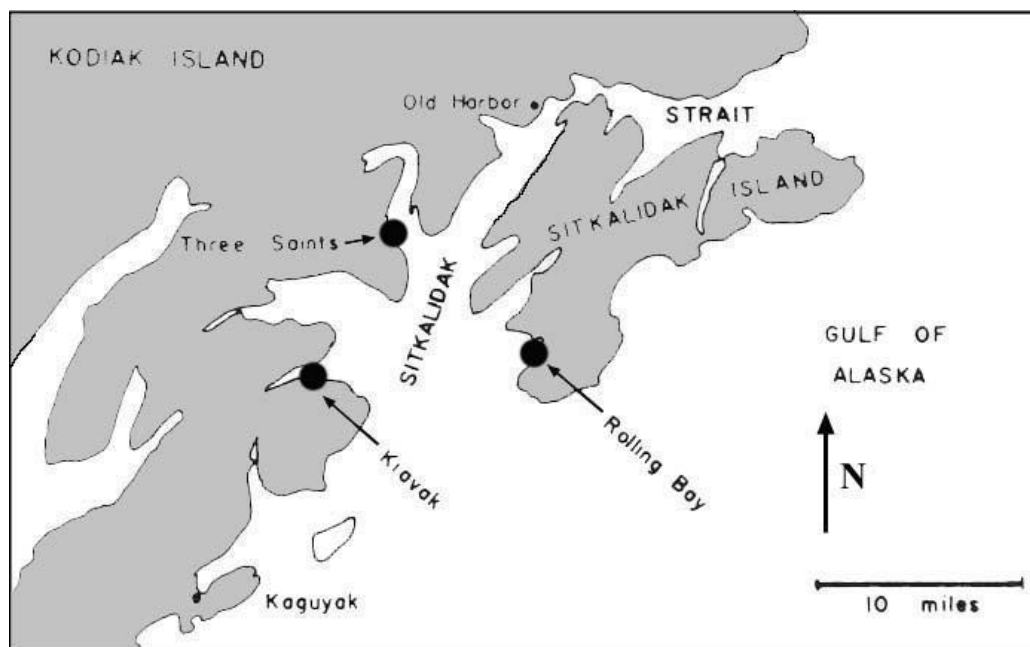 KODIAK ISLAND
Old Harbor
STRAIT
SITKALIDAK ISLAND
Three Saints
SITKALIDAK
GULF OF
ALASKA
Kiavak
Rolling Bay
N
Kaguyak
10 miles